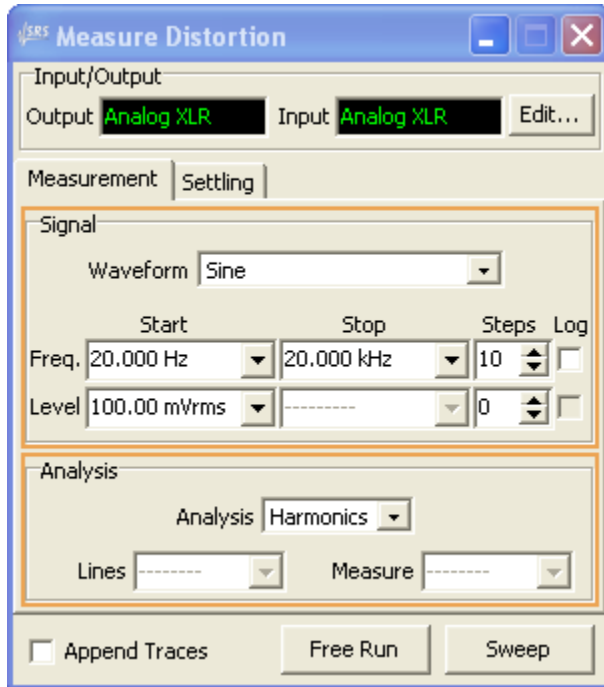 SRS Measure Distortion
Input/Output
Output Analog XLR Input Analog XLR Edit...
Measurement Settling
Signal
Waveform Sine
Start Stop Steps Log
Freq. 20.000 Hz 20.000 kHz 10
Level 100.00 mVrms --------- 0
Analysis
Analysis Harmonics
Lines -------- Measure --------
Append Traces Free Run Sweep